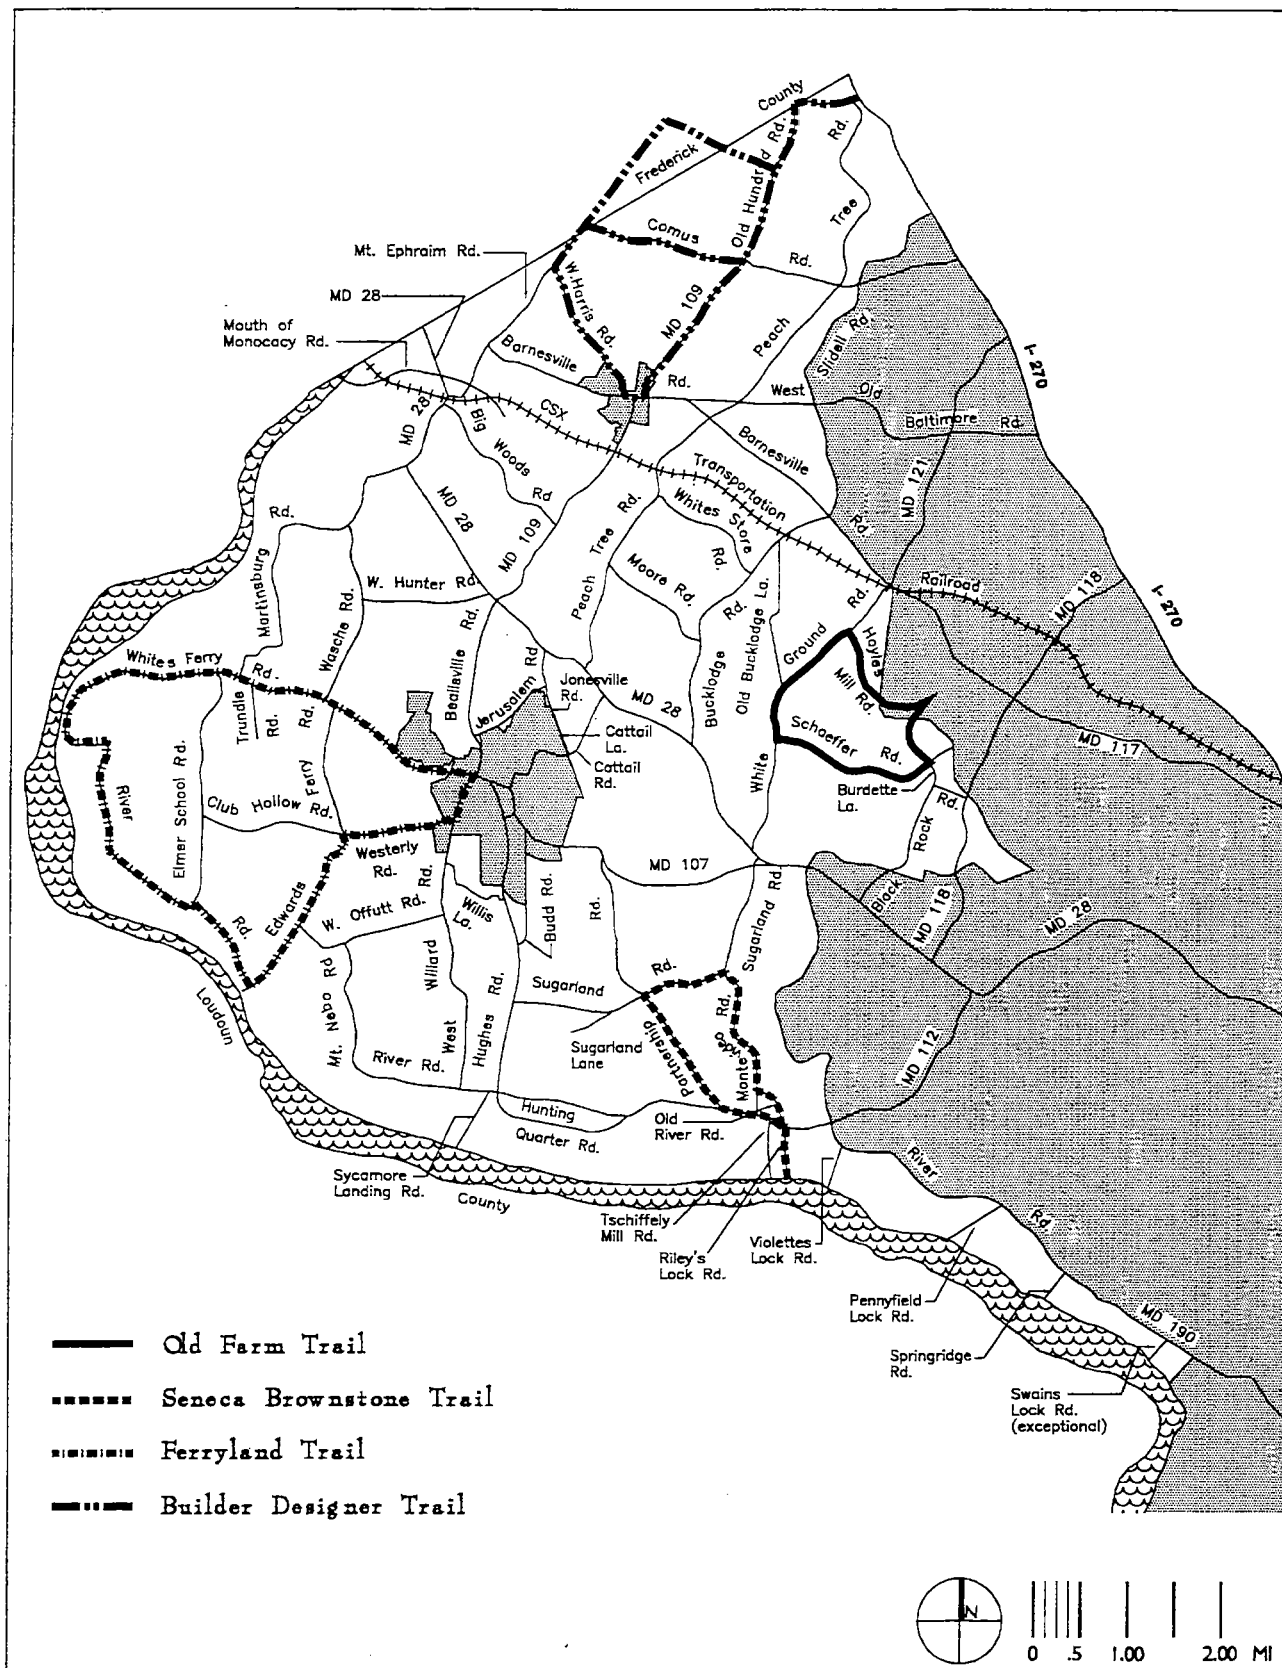 County
Frederick
Old Hundred Rd.
Rd.
Tree
Comus
Rd.
Mt. Ephraim Rd.
MD 28
W. Harris Rd.
MD 109
Mouth of
Monocacy Rd.
Barnesville
Rd.
Peach
Slidell Rd.
I-270
West
Old
Baltimore Rd.
CSX
MD 28
Big
Woods
Rd
Barnesville
Rd.
Transportation
Railroad
MD 121
MD 118
I-270
MD 28
MD 109
Peach Tree Rd.
Whites Store
Rd.
Moore Rd.
Martinsburg
Rd.
W. Hunter Rd.
Wasche Rd.
Beallsville Rd.
Jerusalem Rd
Jonesville
Rd.
MD 28
Bucklodge Rd.
Old Bucklodge La.
Ground
Rd.
Hoyles
Mill Rd.
Schaeffer
Rd.
White
Whites Ferry
Rd.
Trundle
Rd.
Ferry
Rd.
Cattail
La.
Cattail
Rd.
MD 117
Burdette
La.
River
Rd.
Elmer School Rd.
Club Hollow Rd.
Westerly
Rd.
Edwards
W. Offutt Rd.
Rd.
Willis
La.
Budd Rd.
Rd.
MD 107
Rock
Rd.
Black
MD 118
MD 28
Sugarland Rd.
Loudoun
Mt. Nebo Rd
Willard
West
Hughes Rd.
Sugarland
Rd.
Sugarland
Lane
Partnership
Montevideo
Rd.
MD 112
River Rd.
Hunting
Quarter Rd.
Old
River Rd.
River
Rd.
Sycamore
Landing Rd.
County
Tschiffely
Mill Rd.
Riley's
Lock Rd.
Violettes
Lock Rd.
Pennyfield
Lock Rd.
MD 190
Springridge
Rd.
Swains
Lock Rd.
(exceptional)
Old Farm Trail
Seneca Brownstone Trail
Ferryland Trail
Builder Designer Trail
N
0 .5 1.00 2.00 MI